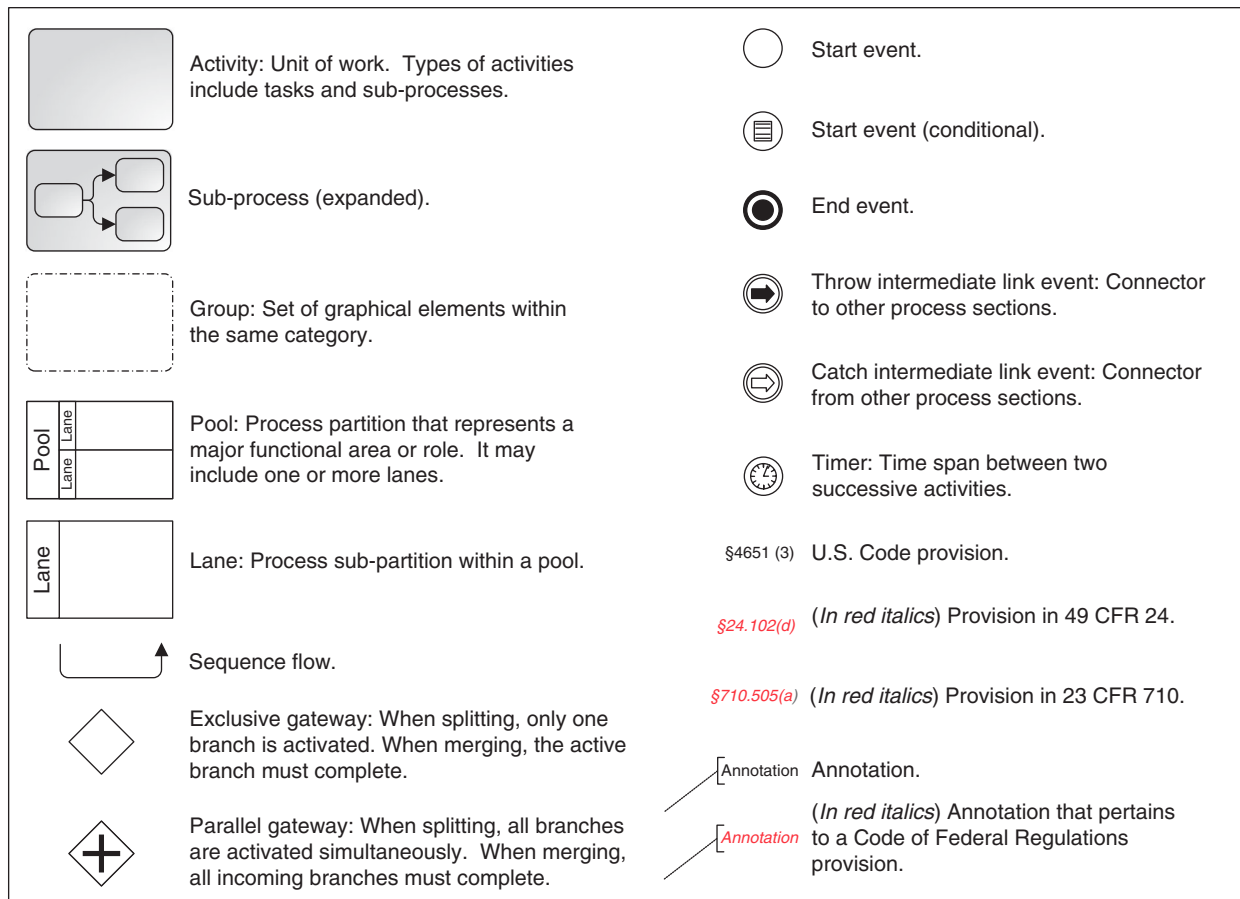 Activity: Unit of work.  Types of activities
include tasks and sub-processes.
Sub-process (expanded).
Group: Set of graphical elements within
the same category.
Pool
Lane
Lane
Pool: Process partition that represents a
major functional area or role.  It may
include one or more lanes.
Lane
Lane: Process sub-partition within a pool.
Sequence flow.
Exclusive gateway: When splitting, only one
branch is activated. When merging, the active
branch must complete.
Parallel gateway: When splitting, all branches
are activated simultaneously.  When merging,
all incoming branches must complete.
Start event.
Start event (conditional).
End event.
Throw intermediate link event: Connector
to other process sections.
Catch intermediate link event: Connector
from other process sections.
Timer: Time span between two
successive activities.
§4651 (3) U.S. Code provision.
§24.102(d) (In red italics) Provision in 49 CFR 24.
§710.505(a) (In red italics) Provision in 23 CFR 710.
Annotation Annotation.
Annotation
(In red italics) Annotation that pertains
to a Code of Federal Regulations
provision.